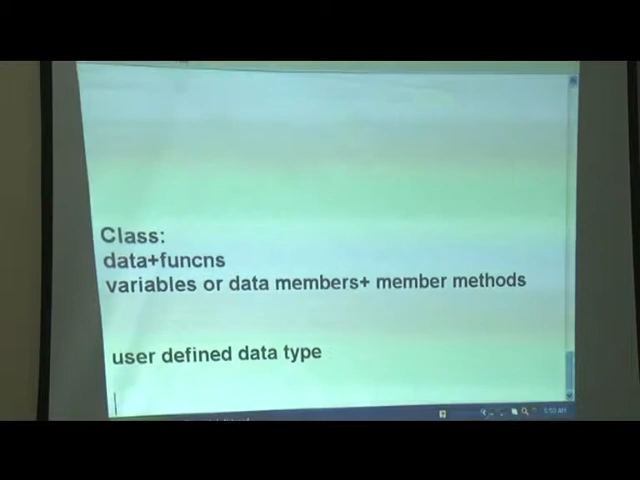 Class:
data+funcns
variables or data members+ member methods
user defined data type